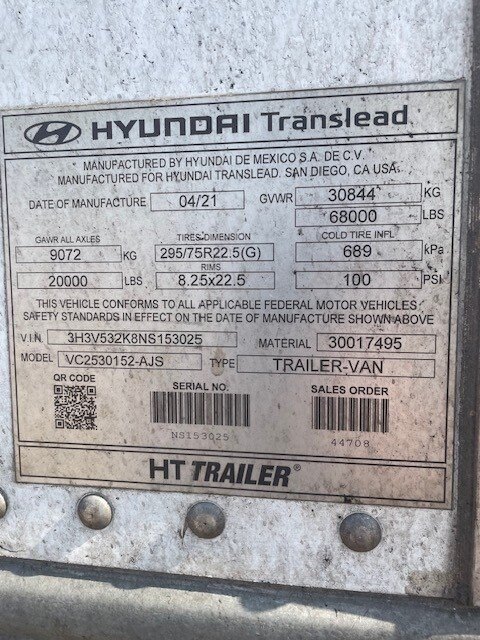 HYUNDAI Translead
MANUFACTURED BY HYUNDAI DE MEXICO S.A. DE C.V.
MANUFACTURED FOR HYUNDAI TRANSLEAD. SAN DIEGO, CA USA.
DATE OF MANUFACTURE 04/21 GVWR 30844 KG
68000 LBS
GAWR ALL AXLES TIRES DIMENSION COLD TIRE INFL
9072 KG 295/75R22.5(G) 689 kPa
RIMS
20000 LBS 8.25x22.5 100 PSI
THIS VEHICLE CONFORMS TO ALL APPLICABLE FEDERAL MOTOR VEHICLES
SAFETY STANDARDS IN EFFECT ON THE DATE OF MANUFACTURE SHOWN ABOVE
V.I.N. 3H3V532K8NS153025 MATERIAL 30017495
MODEL VC2530152-AJS TYPE TRAILER-VAN
QR CODE SERIAL NO. SALES ORDER
NS153025 44708
HT TRAILER®